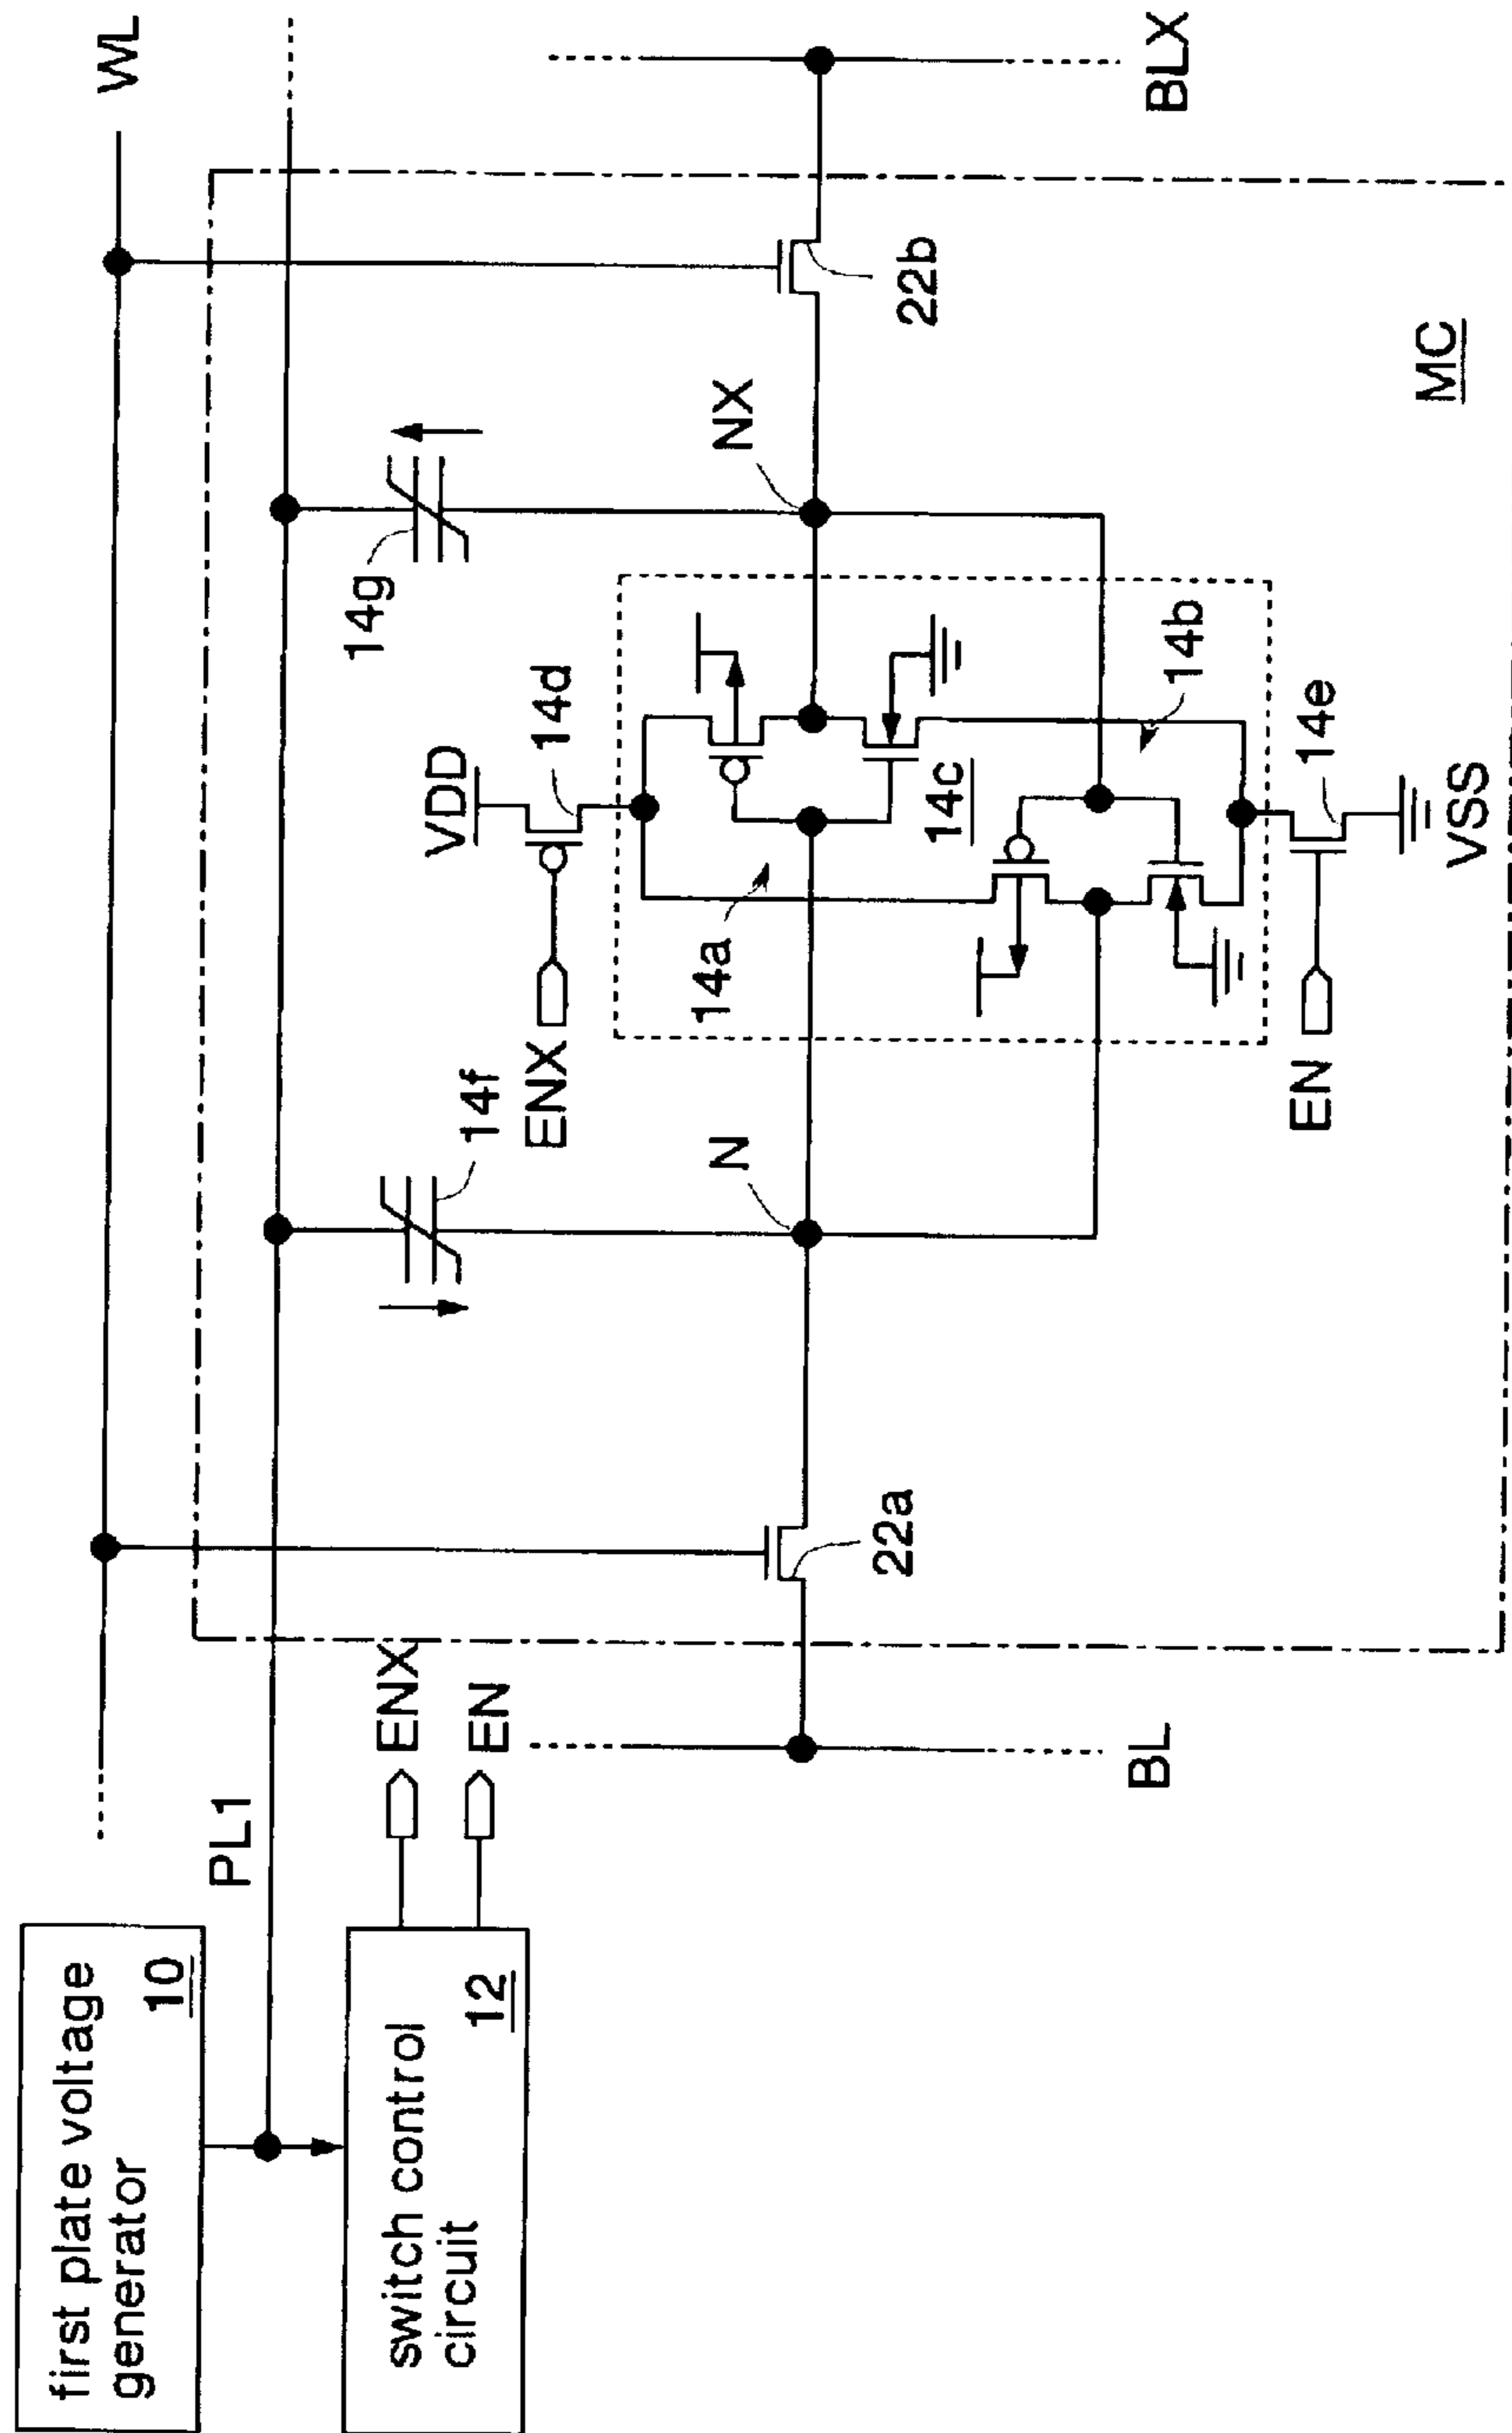 first plate voltage
generator
10
switch control
circuit
12
PL1
ENX
EN
BL
WL
22a
14f
N
ENX
VDD
14d
14a
14c
14b
EN
14e
VSS
14g
NX
22b
MC
BLX